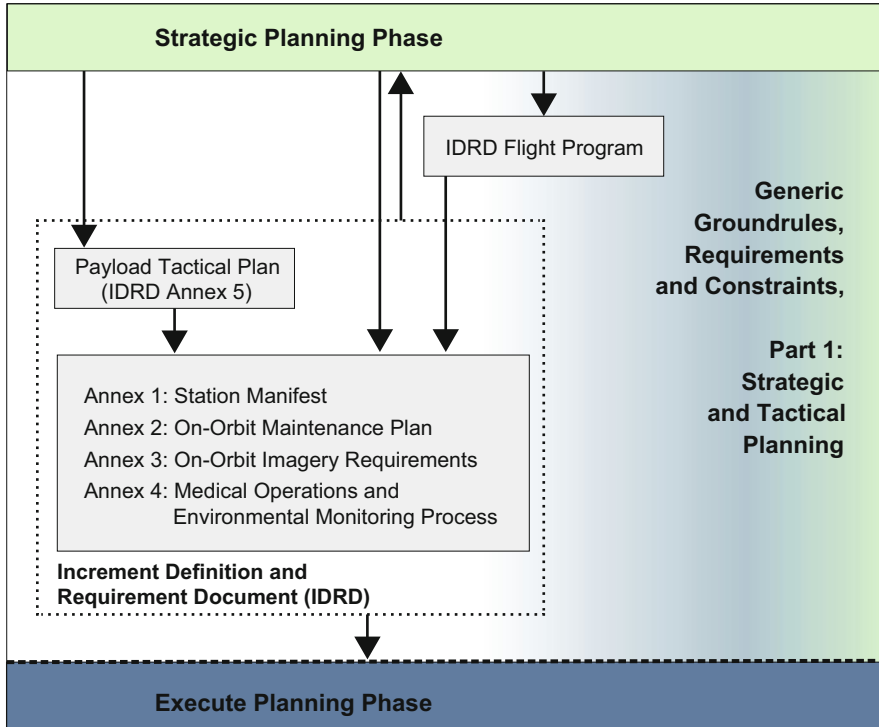 Strategic Planning Phase
IDRD Flight Program
Generic
Groundrules,
Requirements
and Constraints,
Part 1:
Strategic
and Tactical
Planning
Payload Tactical Plan
(IDRD Annex 5)
Annex 1: Station Manifest
Annex 2: On-Orbit Maintenance Plan
Annex 3: On-Orbit Imagery Requirements
Annex 4: Medical Operations and
Environmental Monitoring Process
Increment Definition and
Requirement Document (IDRD)
Execute Planning Phase